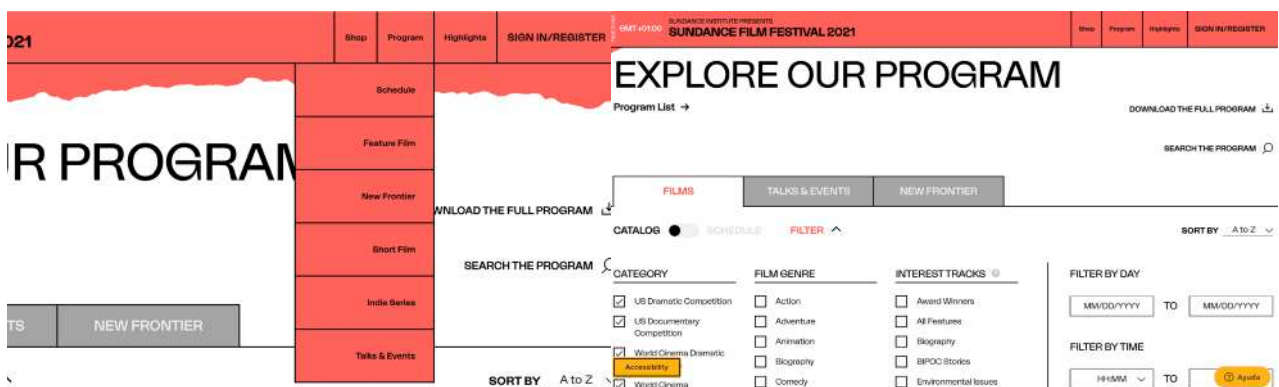 021
Shop
Program
Highlights
SIGN IN/REGISTER
Schedule
Feature Film
New Frontier
Short Film
Indie Series
Talks & Events
R PROGRAM
WNLOAD THE FULL PROGRAM
SEARCH THE PROGRAM
TS
NEW FRONTIER
SORT BY A to Z
GMT+01:00
SUNDANCE INSTITUTE PRESENTS
SUNDANCE FILM FESTIVAL 2021
Shop
Program
Highlights
SIGN IN/REGISTER
EXPLORE OUR PROGRAM
Program List →
DOWNLOAD THE FULL PROGRAM
SEARCH THE PROGRAM
FILMS
TALKS & EVENTS
NEW FRONTIER
CATALOG
SCHEDULE
FILTER
SORT BY A to Z
CATEGORY
US Dramatic Competition
US Documentary
Competition
World Cinema Dramatic
World Cinema
Accessibility
FILM GENRE
Action
Adventure
Animation
Biography
Comedy
INTEREST TRACKS
Award Winners
All Features
Biography
BIPOC Stories
Environmental Issues
FILTER BY DAY
MM/DD/YYYY TO MM/DD/YYYY
FILTER BY TIME
HH:MM TO
Ayuda